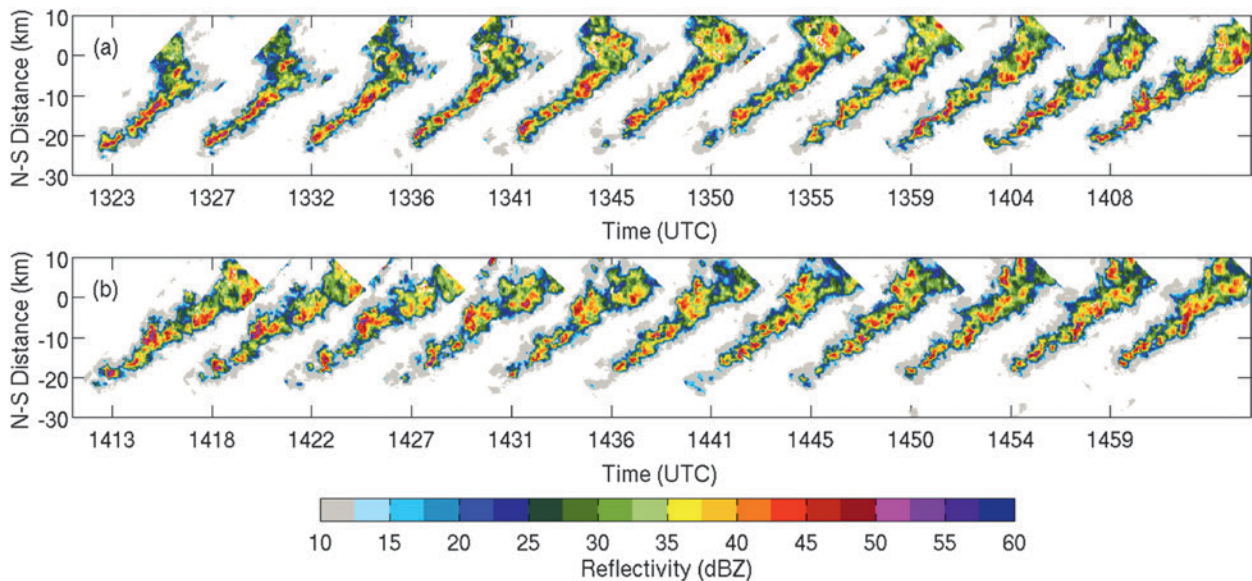 10
0
-10
-20
-30
N-S Distance (km)
(a)
1323 1327 1332 1336 1341 1345 1350 1355 1359 1404 1408
Time (UTC)
10
0
-10
-20
-30
N-S Distance (km)
(b)
1413 1418 1422 1427 1431 1436 1441 1445 1450 1454 1459
Time (UTC)
10 15 20 25 30 35 40 45 50 55 60
Reflectivity (dBZ)